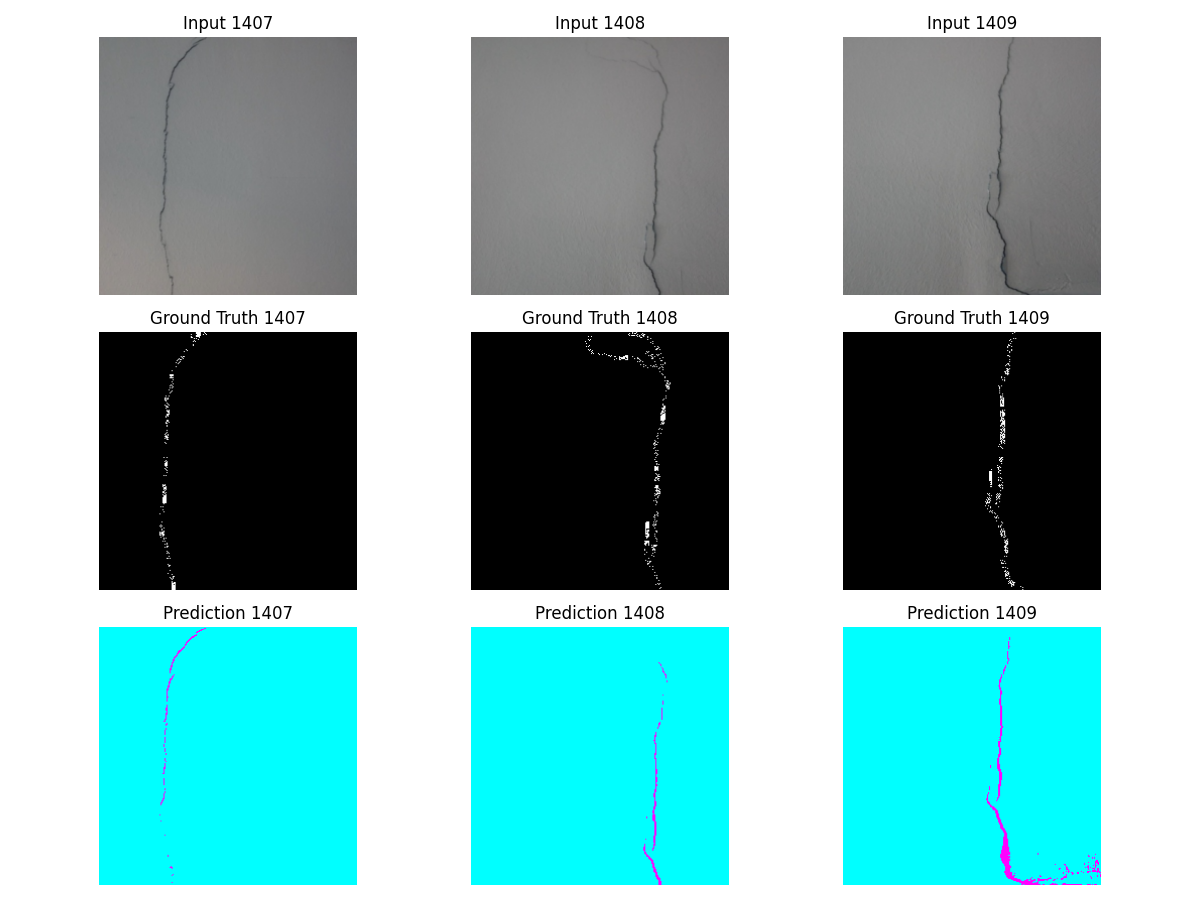 Input 1407
Input 1408
Input 1409
Ground Truth 1407
Ground Truth 1408
Ground Truth 1409
Prediction 1407
Prediction 1408
Prediction 1409